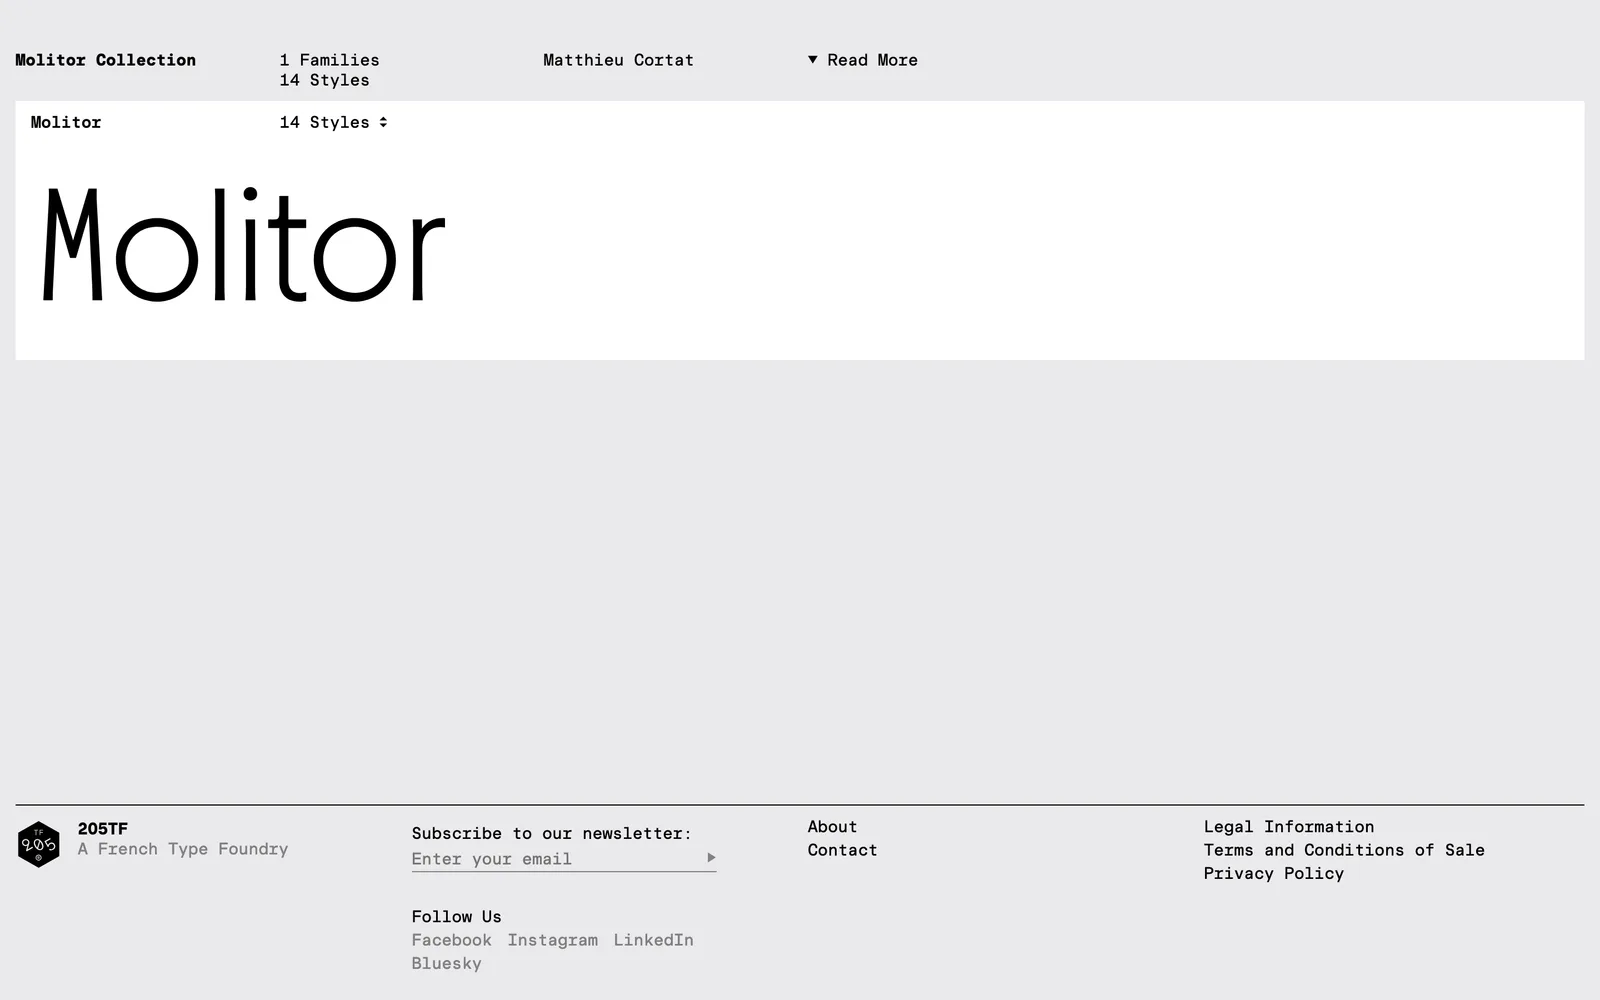 Molitor Collection
1 Families
14 Styles
Matthieu Cortat
▼ Read More
Molitor
14 Styles
Molitor
TF
205
205TF
A French Type Foundry
Subscribe to our newsletter:
Enter your email
Follow Us
Facebook Instagram LinkedIn
Bluesky
About
Contact
Legal Information
Terms and Conditions of Sale
Privacy Policy